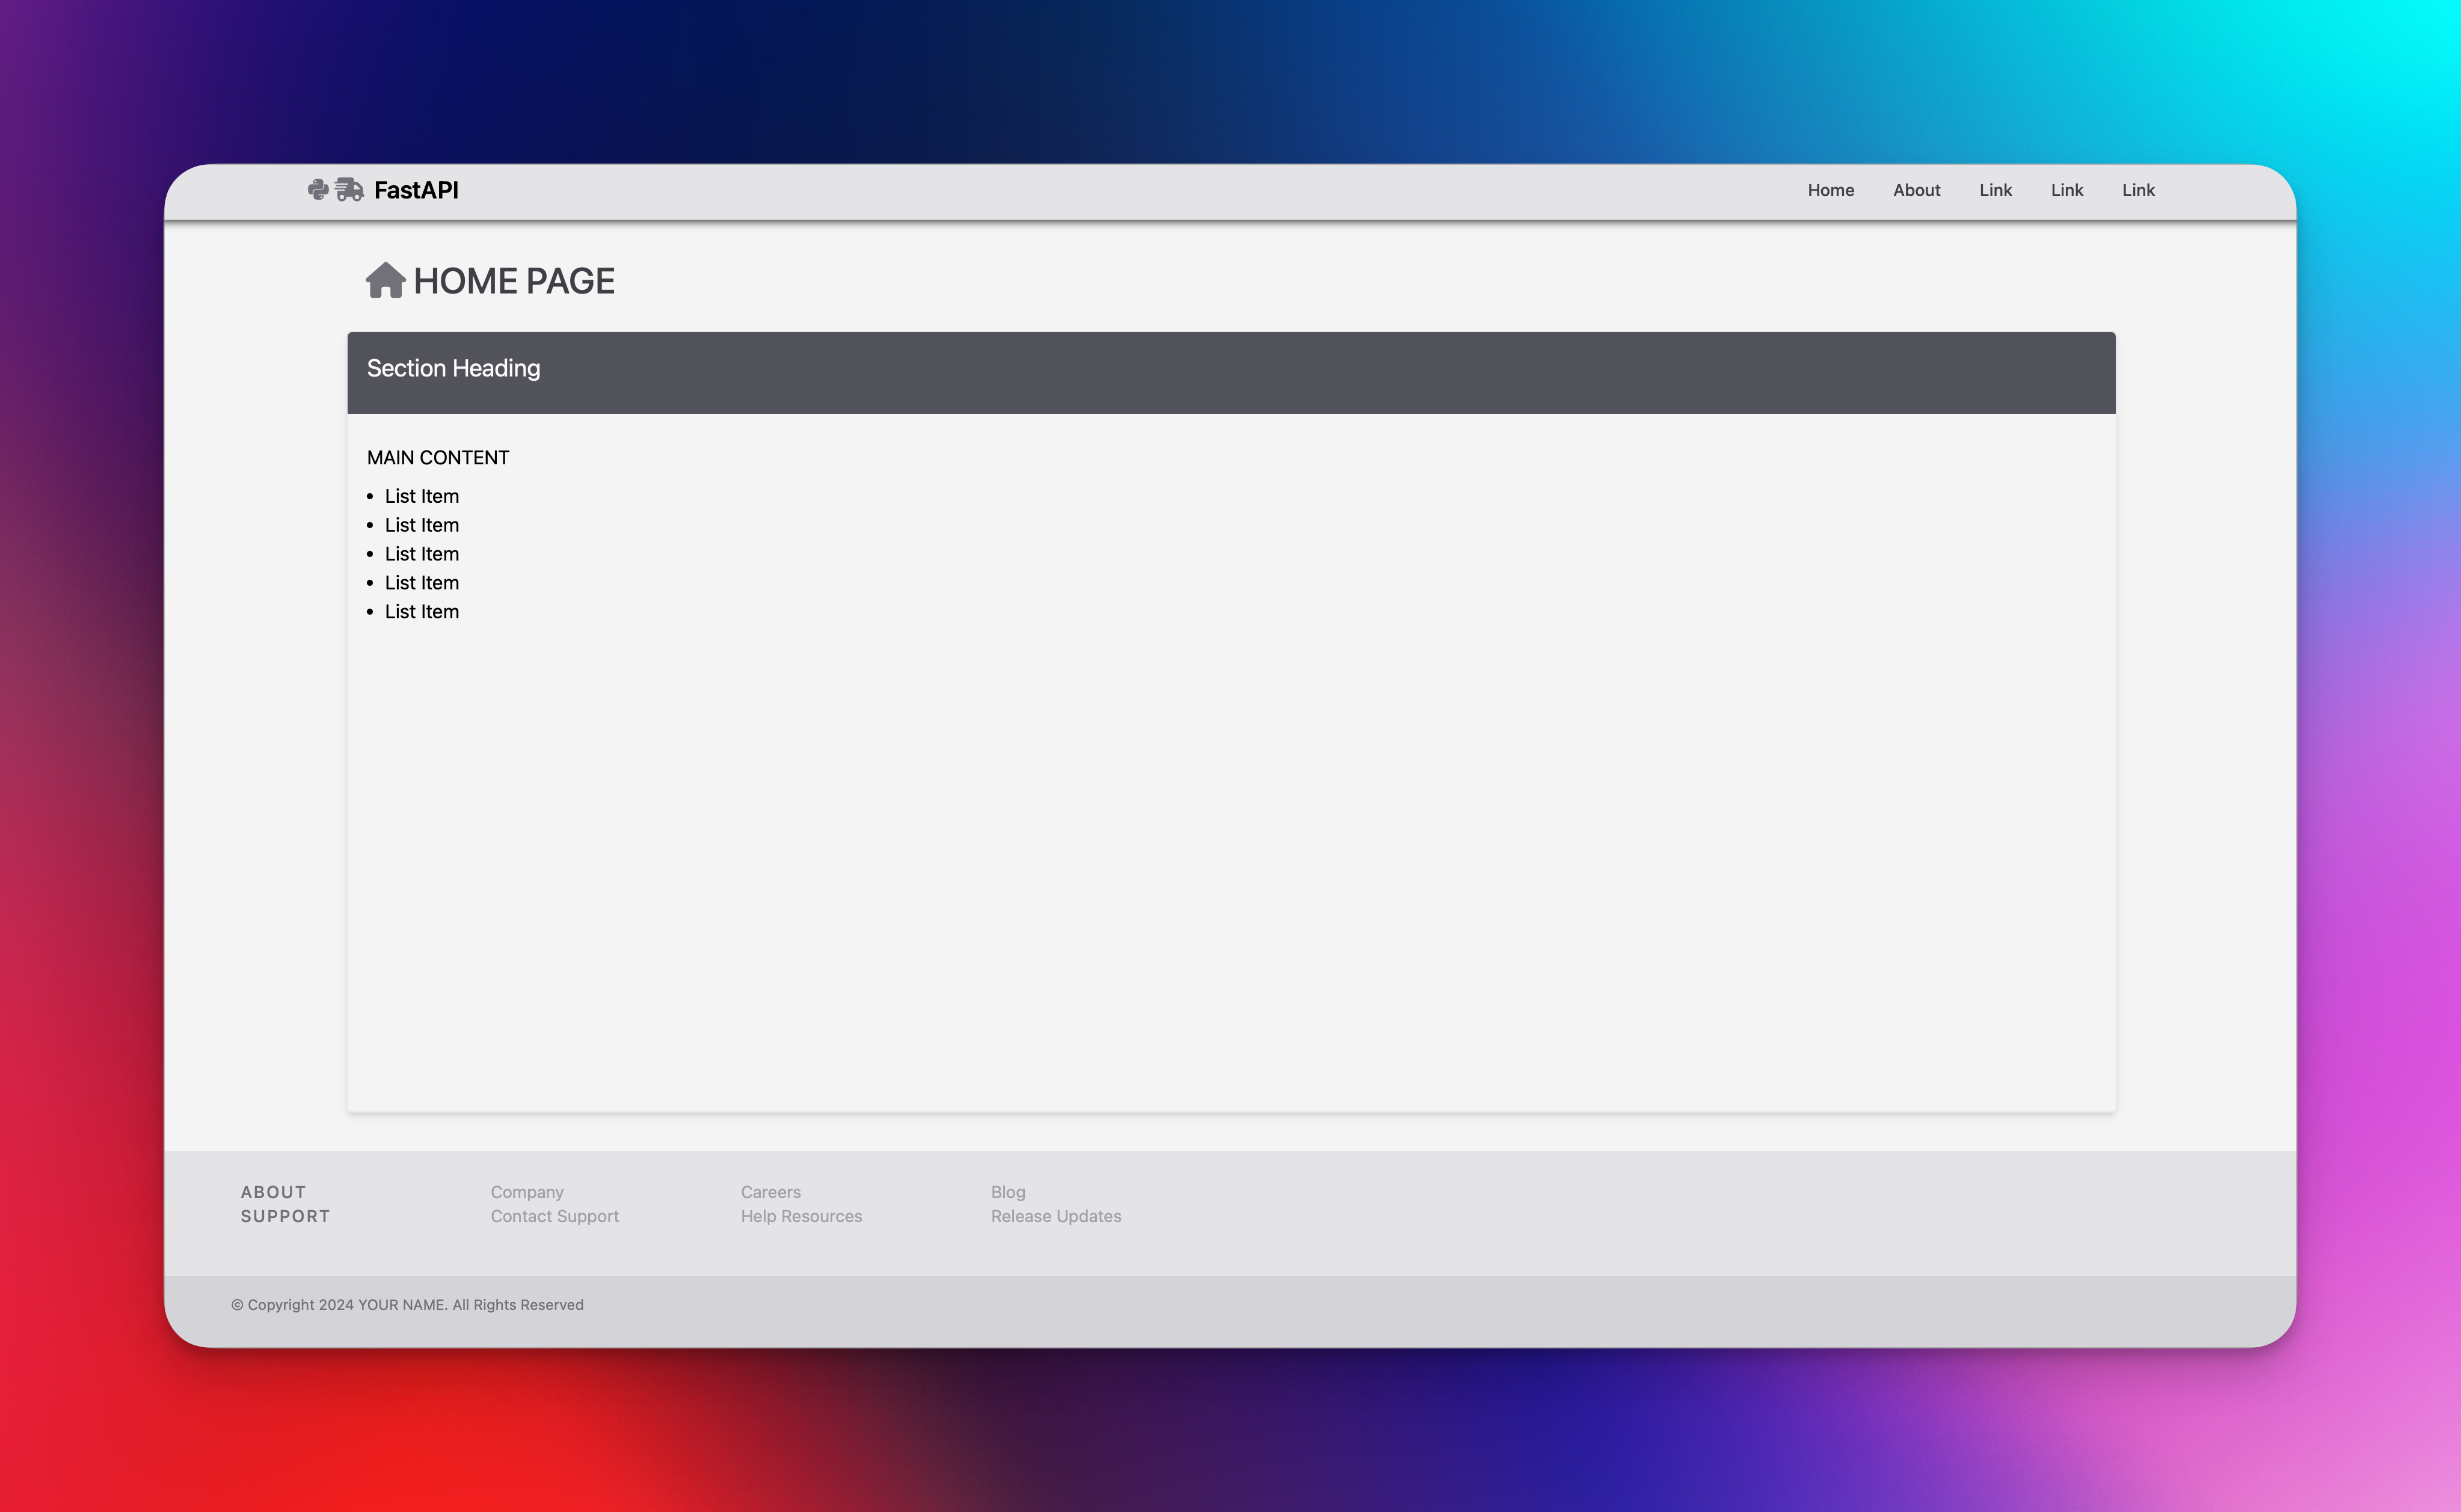 FastAPI Home About Link Link Link
HOME PAGE
Section Heading
MAIN CONTENT
• List Item
• List Item
• List Item
• List Item
• List Item
ABOUT Company Careers Blog
SUPPORT Contact Support Help Resources Release Updates
© Copyright 2024 YOUR NAME. All Rights Reserved